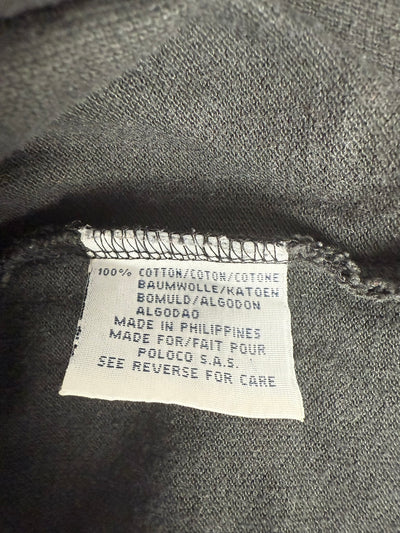 100% COTTON/COTON/COTONE
BAUMWOLLE/KATOEN
BOMULD/ALGODON
ALGODAO
MADE IN PHILIPPINES
MADE FOR/FAIT POUR
POLOCO S.A.S.
SEE REVERSE FOR CARE